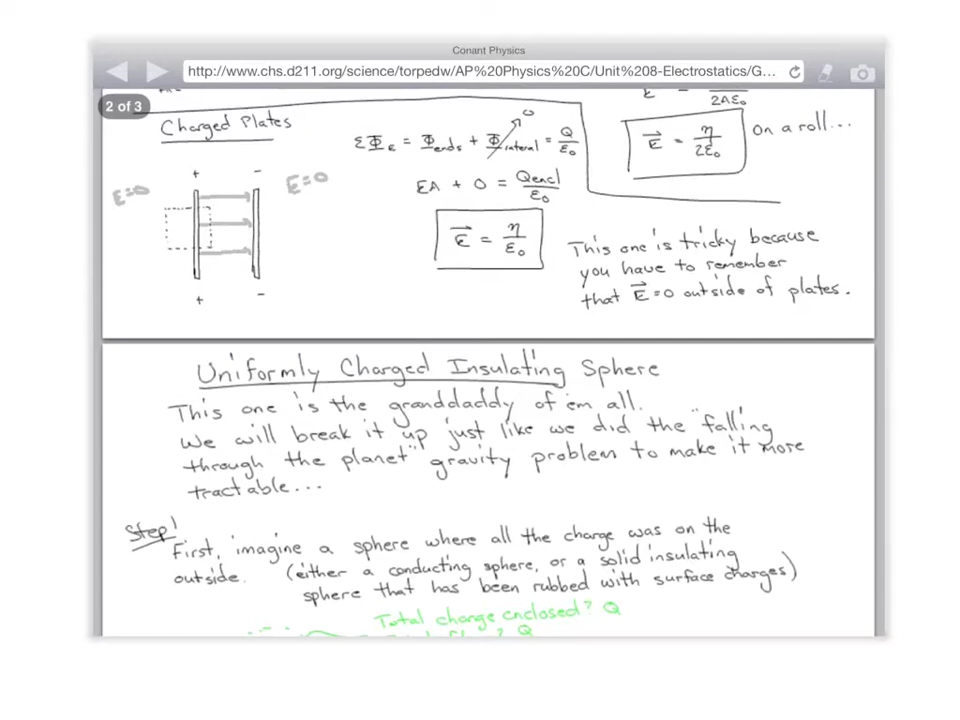 Conant Physics
http://www.chs.d211.org/science/torpedw/AP%20Physics%20C/Unit%208-Electrostatics/G...
2 of 3
2Aε₀
Charged Plates
ΣΦ_E = Φ_ends + Φ_lateral = Q/ε₀
0
E⃗ = η/2ε₀
On a roll...
E=0
E=0
+ -
EA + 0 = Qencl/ε₀
E⃗ = η/ε₀
+ -
This one is tricky because
you have to remember
that E⃗=0 outside of plates.
Uniformly Charged Insulating Sphere
This one is the granddaddy of em all.
We will break it up just like we did the "falling
through the planet" gravity problem to make it more
tractable...
Step 1
First, imagine a sphere where all the charge was on the
outside. (either a conducting sphere, or a solid insulating
sphere that has been rubbed with surface charges)
Total charge enclosed? Q